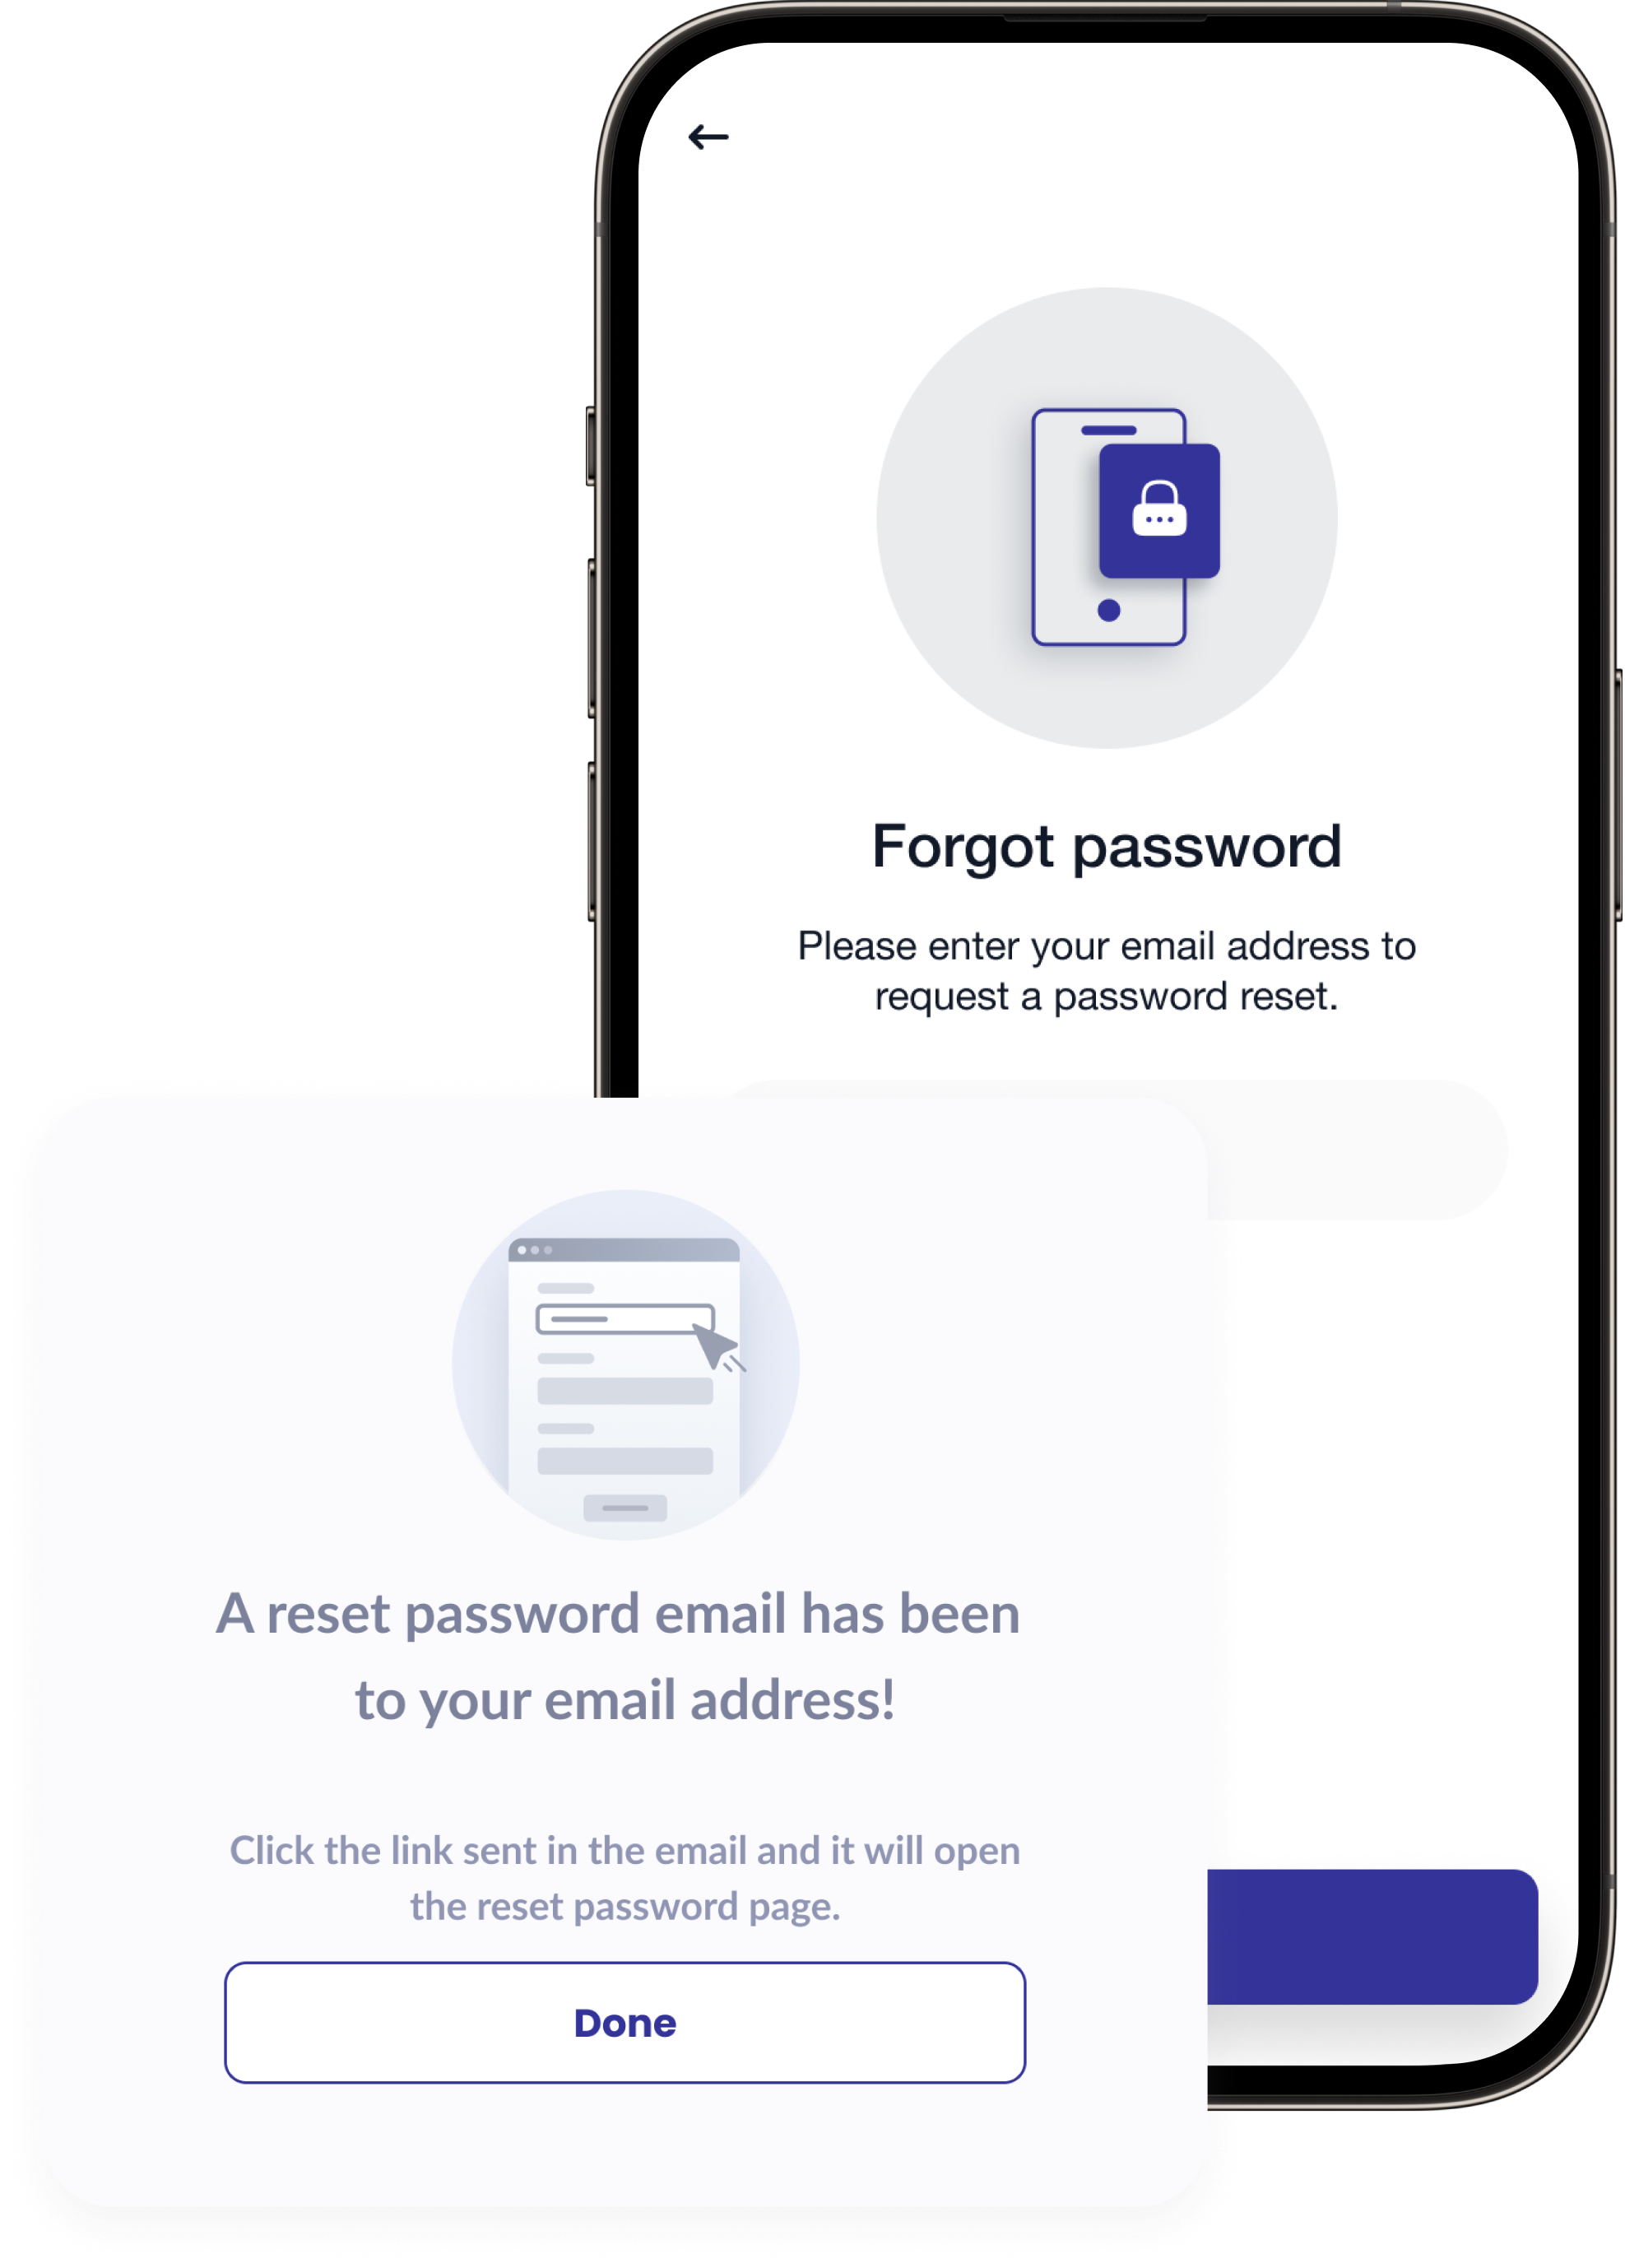 Forgot password
Please enter your email address to
request a password reset.
A reset password email has been
to your email address!
Click the link sent in the email and it will open
the reset password page.
Done